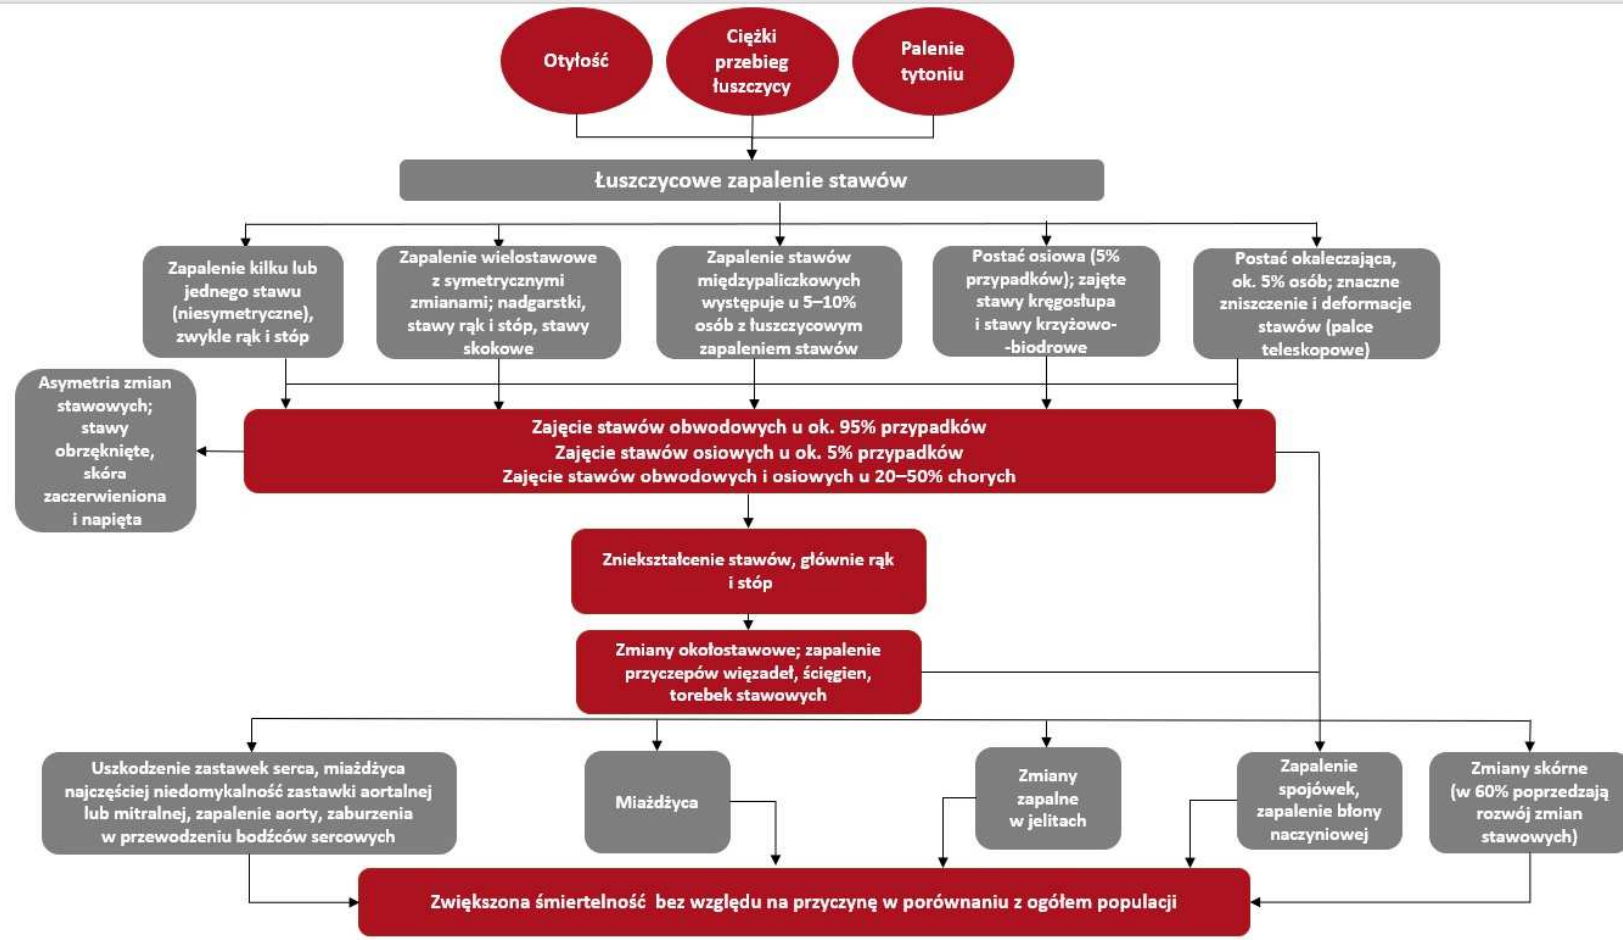 Otyłość
Ciężki
przebieg
łuszczycy
Palenie
tytoniu
Łuszczycowe zapalenie stawów
Zapalenie kilku lub
jednego stawu
(niesymetryczne),
zwykle rąk i stóp
Zapalenie wielostawowe
z symetrycznymi
zmianami; nadgarstki,
stawy rąk i stóp, stawy
skokowe
Zapalenie stawów
międzypaliczkowych
występuje u 5–10%
osób z łuszczycowym
zapaleniem stawów
Postać osiowa (5%
przypadków); zajęte
stawy kręgosłupa
i stawy krzyżowo-
-biodrowe
Postać okaleczająca,
ok. 5% osób; znaczne
zniszczenie i deformacje
stawów (palce
teleskopowe)
Asymetria zmian
stawowych;
stawy
obrzęknięte,
skóra
zaczerwieniona
i napięta
Zajęcie stawów obwodowych u ok. 95% przypadków
Zajęcie stawów osiowych u ok. 5% przypadków
Zajęcie stawów obwodowych i osiowych u 20–50% chorych
Zniekształcenie stawów, głównie rąk
i stóp
Zmiany okołostawowe; zapalenie
przyczepów więzadeł, ścięgien,
torebek stawowych
Uszkodzenie zastawek serca, miażdżyca
najczęściej niedomykalność zastawki aortalnej
lub mitralnej, zapalenie aorty, zaburzenia
w przewodzeniu bodźców sercowych
Miażdżyca
Zmiany
zapalne
w jelitach
Zapalenie
spojówek,
zapalenie błony
naczyniowej
Zmiany skórne
(w 60% poprzedzają
rozwój zmian
stawowych)
Zwiększona śmiertelność bez względu na przyczynę w porównaniu z ogółem populacji